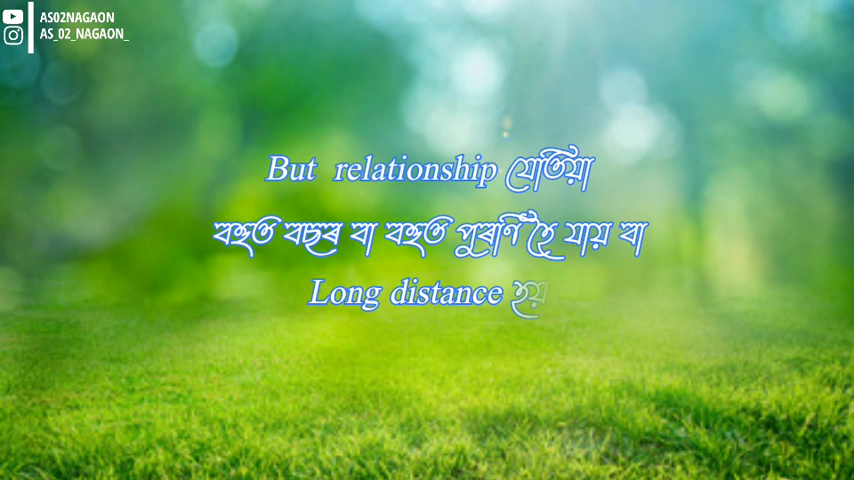 AS02NAGAON
AS_02_NAGAON_
But relationship যেতিয়া
বহুত বছৰ বা বহুত পুৰণি হৈ যায় বা
Long distance হয়